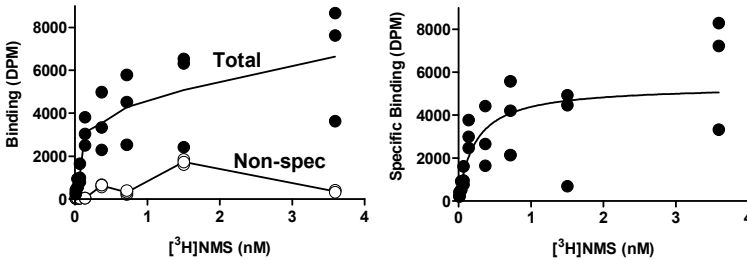 Binding (DPM)
8000
6000
4000
2000
0
Total
Non-spec
0 1 2 3 4
[³H]NMS (nM)
Specific Binding (DPM)
8000
6000
4000
2000
0
0 1 2 3 4
[³H]NMS (nM)